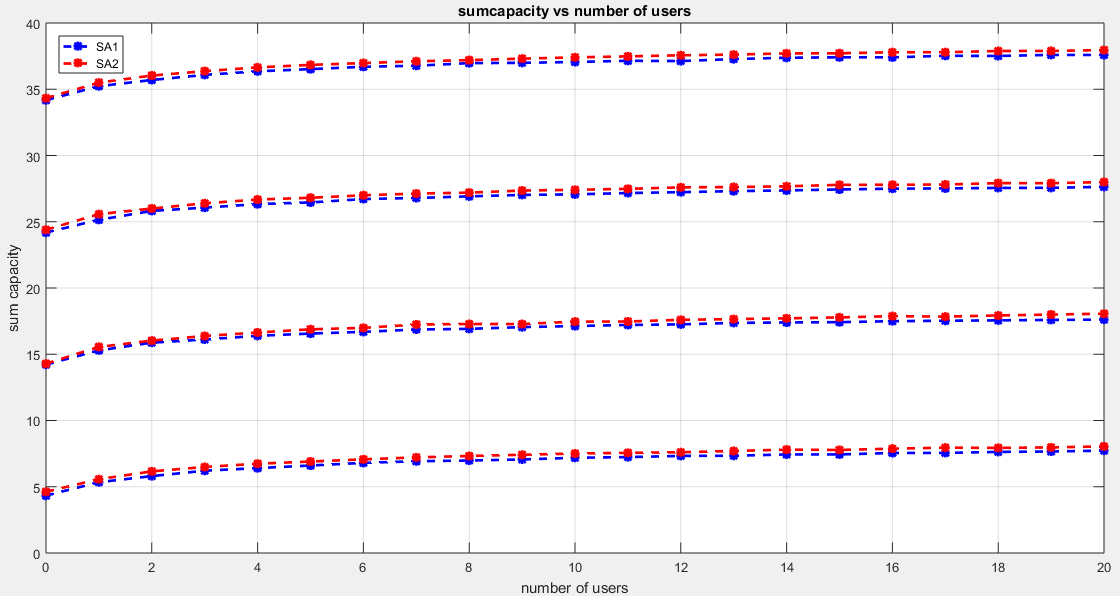 sumcapacity vs number of users
SA1
SA2
40
35
30
25
20
15
10
5
0
sum capacity
0 2 4 6 8 10 12 14 16 18 20
number of users